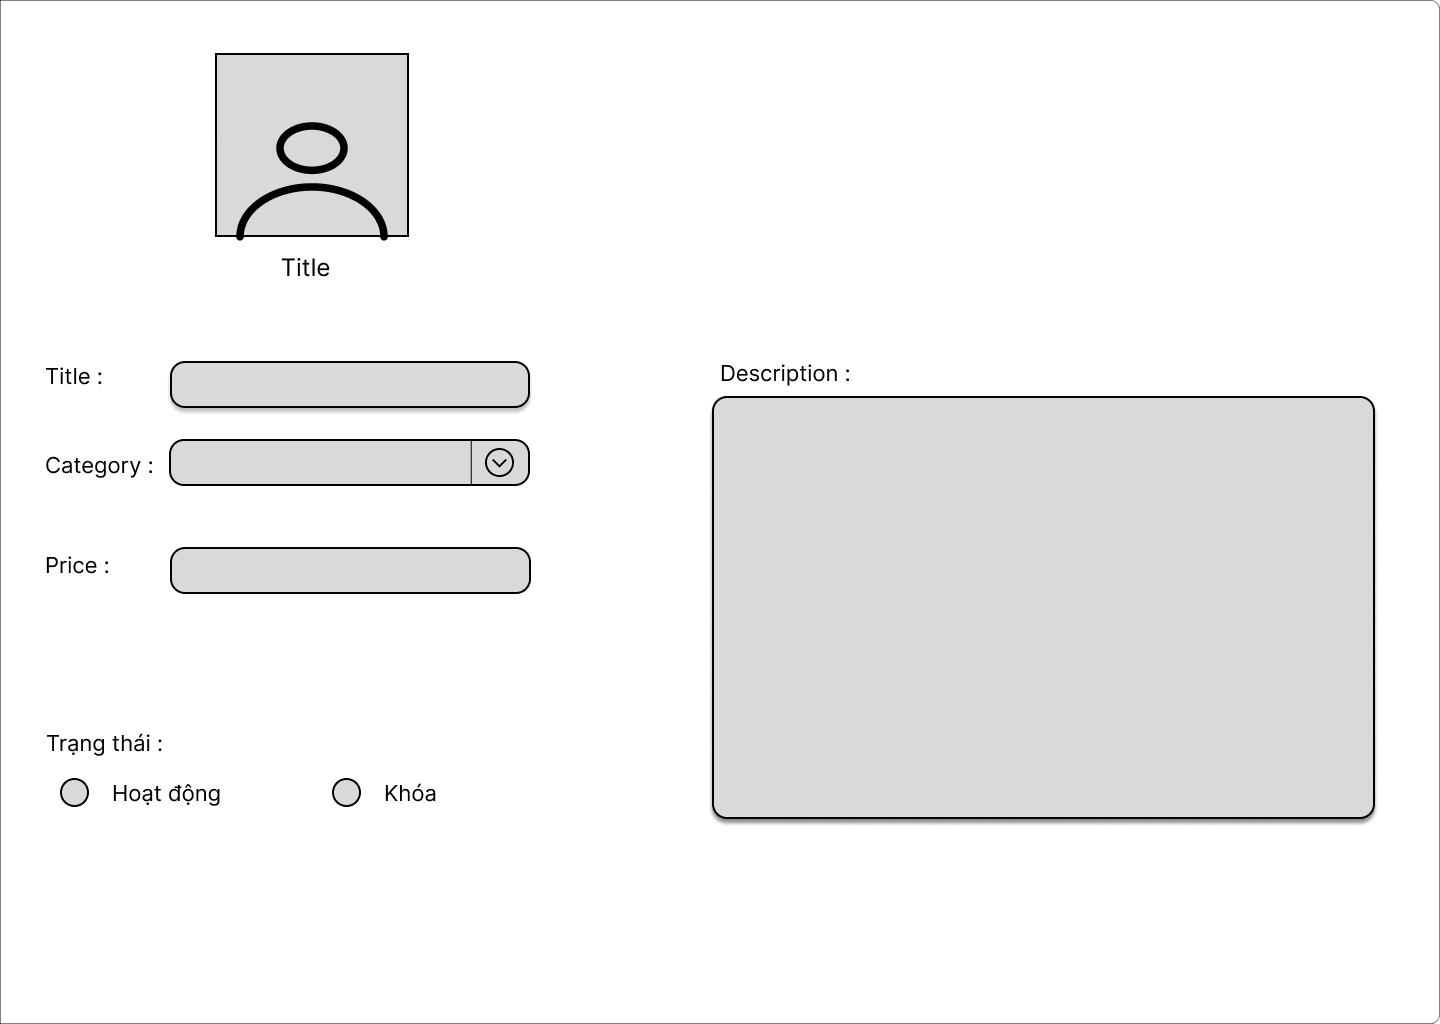 Title
Title :
Category :
Price :
Trạng thái :
Hoạt động
Khóa
Description :